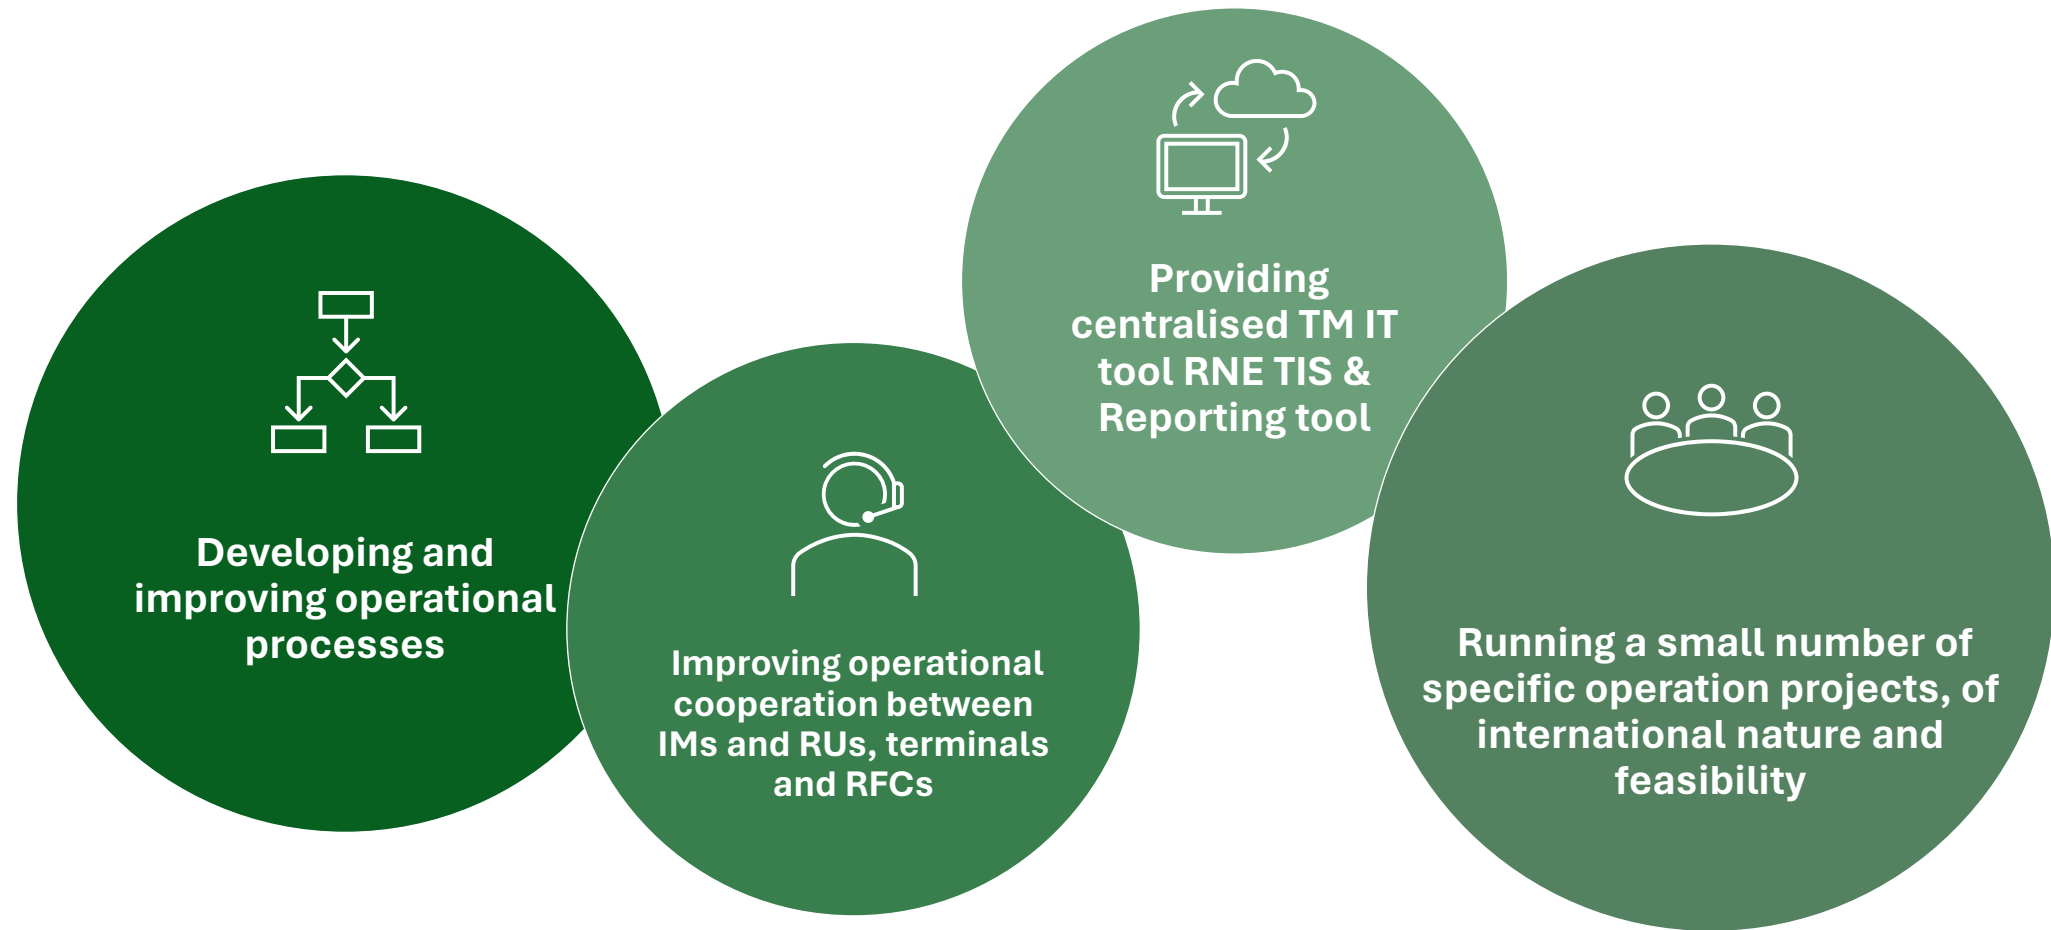 Developing and
improving operational
processes
Improving operational
cooperation between
IMs and RUs, terminals
and RFCs
Providing
centralised TM IT
tool RNE TIS &
Reporting tool
Running a small number of
specific operation projects, of
international nature and
feasibility